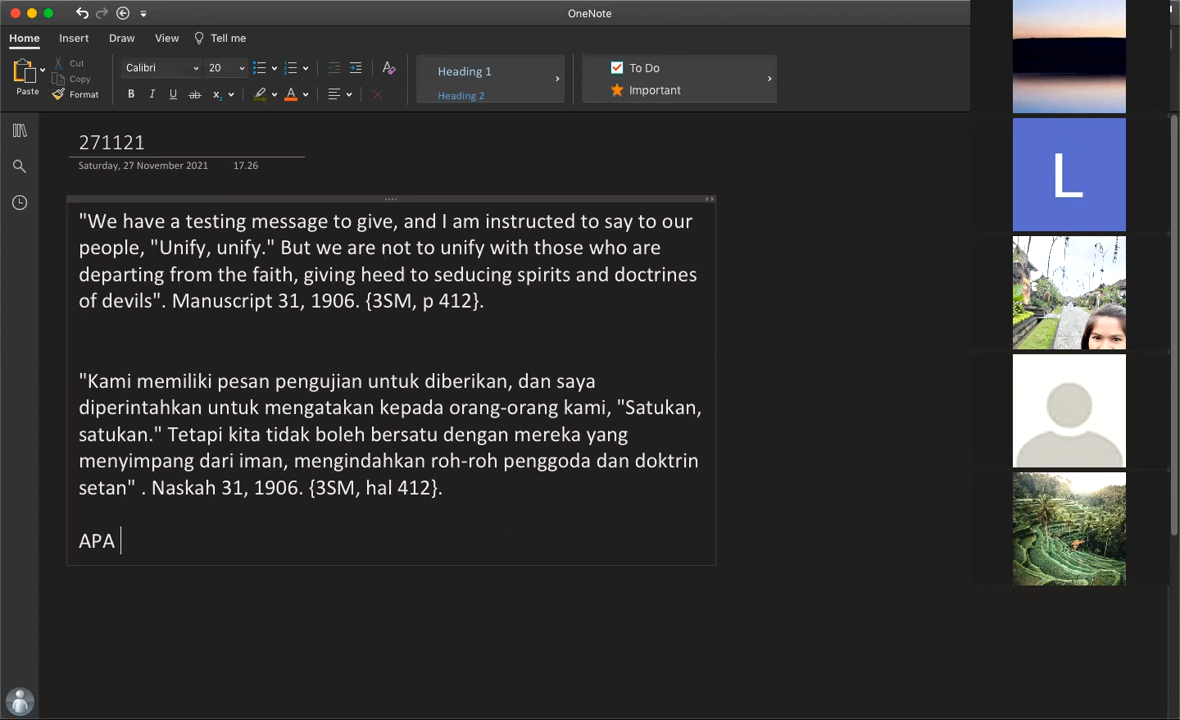 OneNote
Home Insert Draw View Tell me
Paste Cut Copy Format
Calibri 20
B I U ab x₂ A
Heading 1
Heading 2
To Do
Important
271121
Saturday, 27 November 2021 17.26
"We have a testing message to give, and I am instructed to say to our
people, "Unify, unify." But we are not to unify with those who are
departing from the faith, giving heed to seducing spirits and doctrines
of devils". Manuscript 31, 1906. {3SM, p 412}.
"Kami memiliki pesan pengujian untuk diberikan, dan saya
diperintahkan untuk mengatakan kepada orang-orang kami, "Satukan,
satukan." Tetapi kita tidak boleh bersatu dengan mereka yang
menyimpang dari iman, mengindahkan roh-roh penggoda dan doktrin
setan" . Naskah 31, 1906. {3SM, hal 412}.
APA
L